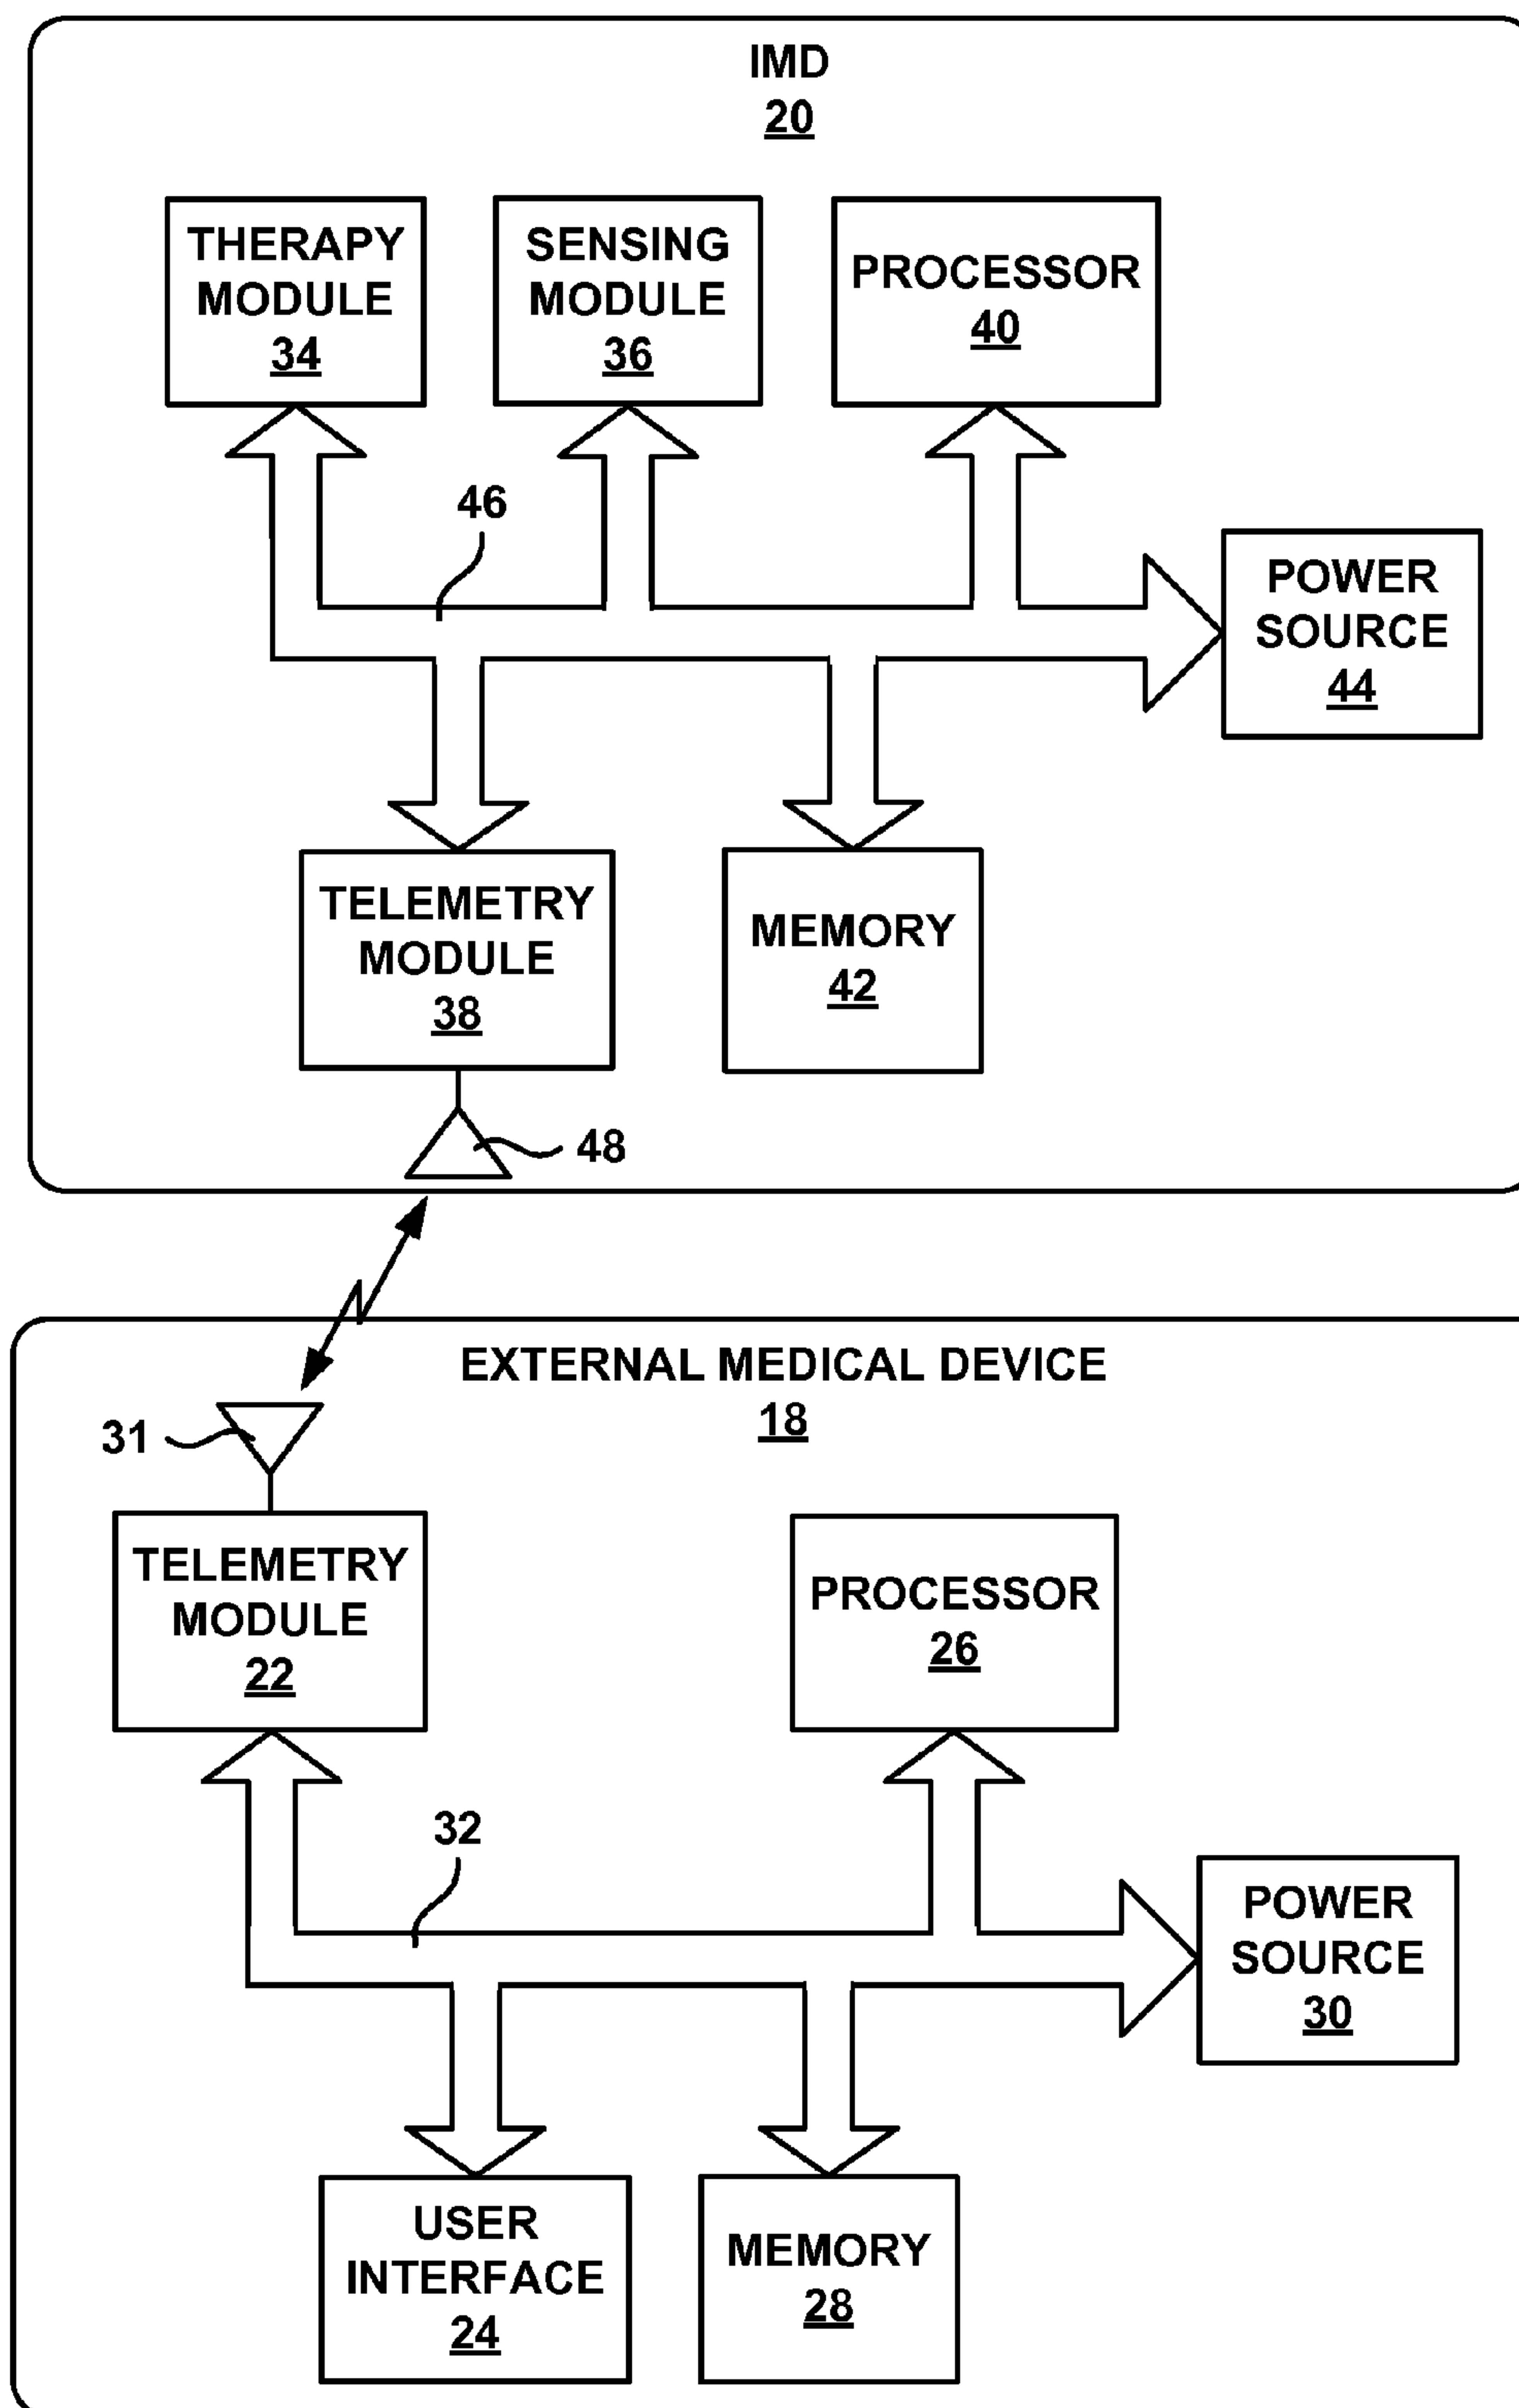 IMD
20
THERAPY
MODULE
34
SENSING
MODULE
36
PROCESSOR
40
46
POWER
SOURCE
44
TELEMETRY
MODULE
38
MEMORY
42
48
EXTERNAL MEDICAL DEVICE
18
31
TELEMETRY
MODULE
22
PROCESSOR
26
32
POWER
SOURCE
30
USER
INTERFACE
24
MEMORY
28